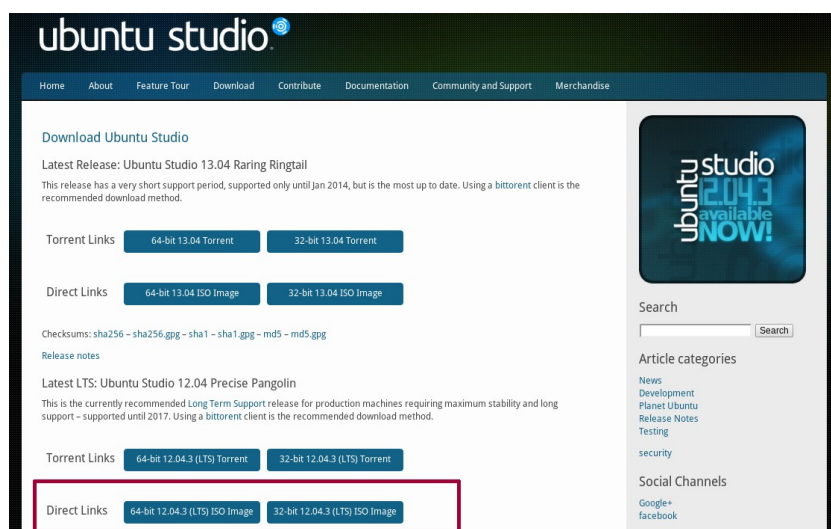 ubuntu studio
Home About Feature Tour Download Contribute Documentation Community and Support Merchandise
Download Ubuntu Studio
Latest Release: Ubuntu Studio 13.04 Raring Ringtail
This release has a very short support period, supported only until Jan 2014, but is the most up to date. Using a bittorent client is the
recommended download method.
Torrent Links 64-bit 13.04 Torrent 32-bit 13.04 Torrent
Direct Links 64-bit 13.04 ISO Image 32-bit 13.04 ISO Image
Checksums: sha256 – sha256.gpg – sha1 – sha1.gpg – md5 – md5.gpg
Release notes
Latest LTS: Ubuntu Studio 12.04 Precise Pangolin
This is the currently recommended Long Term Support release for production machines requiring maximum stability and long
support – supported until 2017. Using a bittorent client is the recommended download method.
Torrent Links 64-bit 12.04.3 (LTS) Torrent 32-bit 12.04.3 (LTS) Torrent
Direct Links 64-bit 12.04.3 (LTS) ISO Image 32-bit 12.04.3 (LTS) ISO Image
ubuntu studio
12.04.3
available
NOW!
Search
Search
Article categories
News
Development
Planet Ubuntu
Release Notes
Testing
security
Social Channels
Google+
facebook